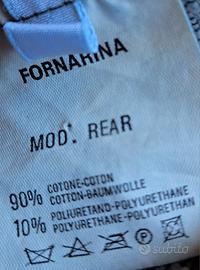 FORNARINA
MOD. REAR
90% COTONE-COTON
COTTON-BAUMWOLLE
10% POLIURETANO-POLYURETHANE
POLYURETHANE-POLYURETHAN
subito